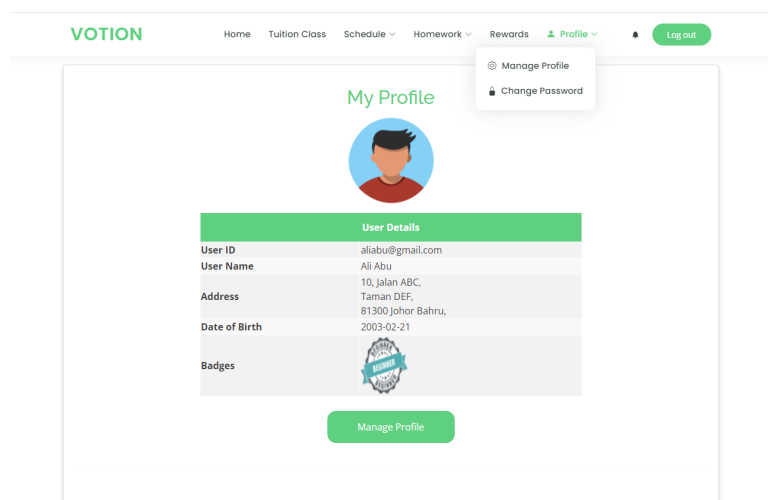 VOTION
Home Tuition Class Schedule Homework Rewards Profile Log out
Manage Profile
Change Password
My Profile
User Details
User ID aliabu@gmail.com
User Name Ali Abu
Address 10, Jalan ABC,
Taman DEF,
81300 Johor Bahru,
Date of Birth 2003-02-21
Badges
BEGINNER
BEGINNER
BEGINNER
Manage Profile